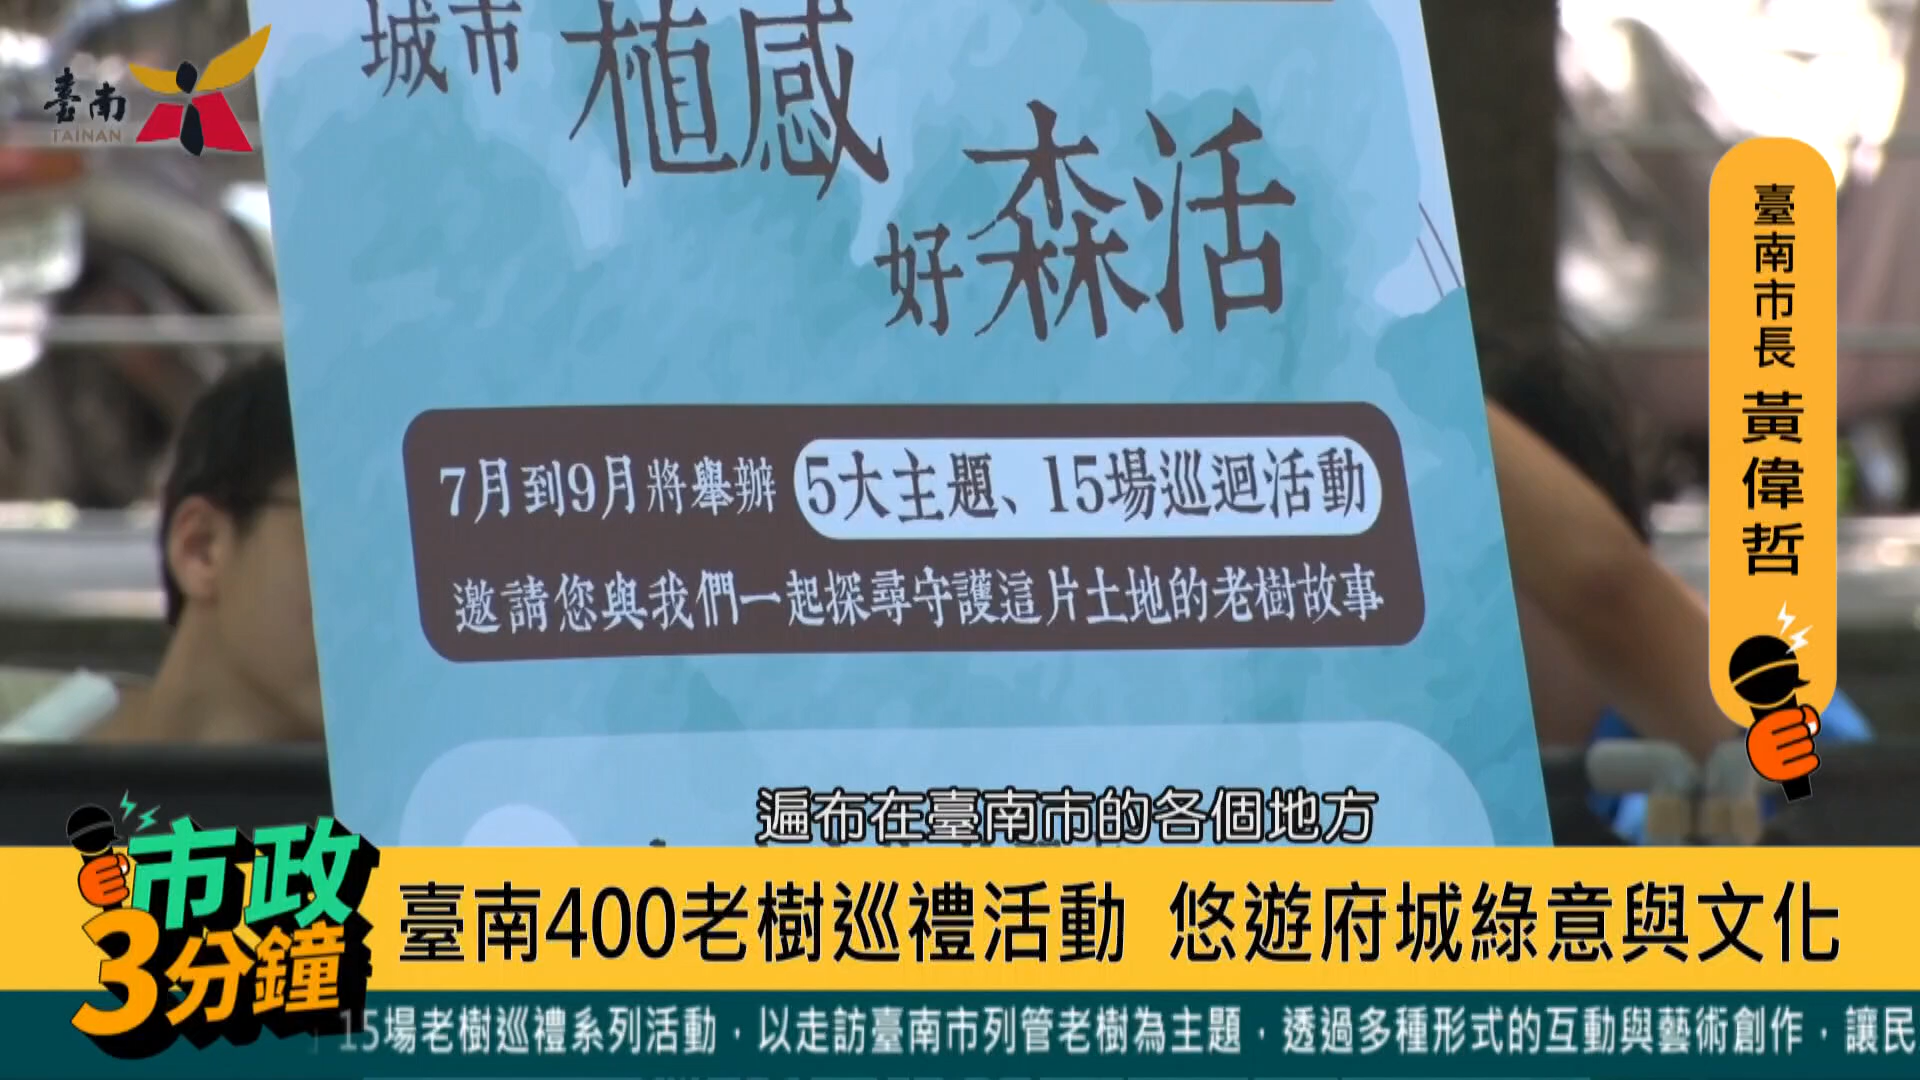 臺南
TAINAN
城市 植感
好 森活
7月到9月將舉辦 5大主題、15場巡迴活動
邀請您與我們一起探尋守護這片土地的老樹故事
臺南市長 黃偉哲
遍布在臺南市的各個地方
市政
3分鐘
臺南400老樹巡禮活動 悠遊府城綠意與文化
」15場老樹巡禮系列活動，以走訪臺南市列管老樹為主題，透過多種形式的互動與藝術創作，讓民